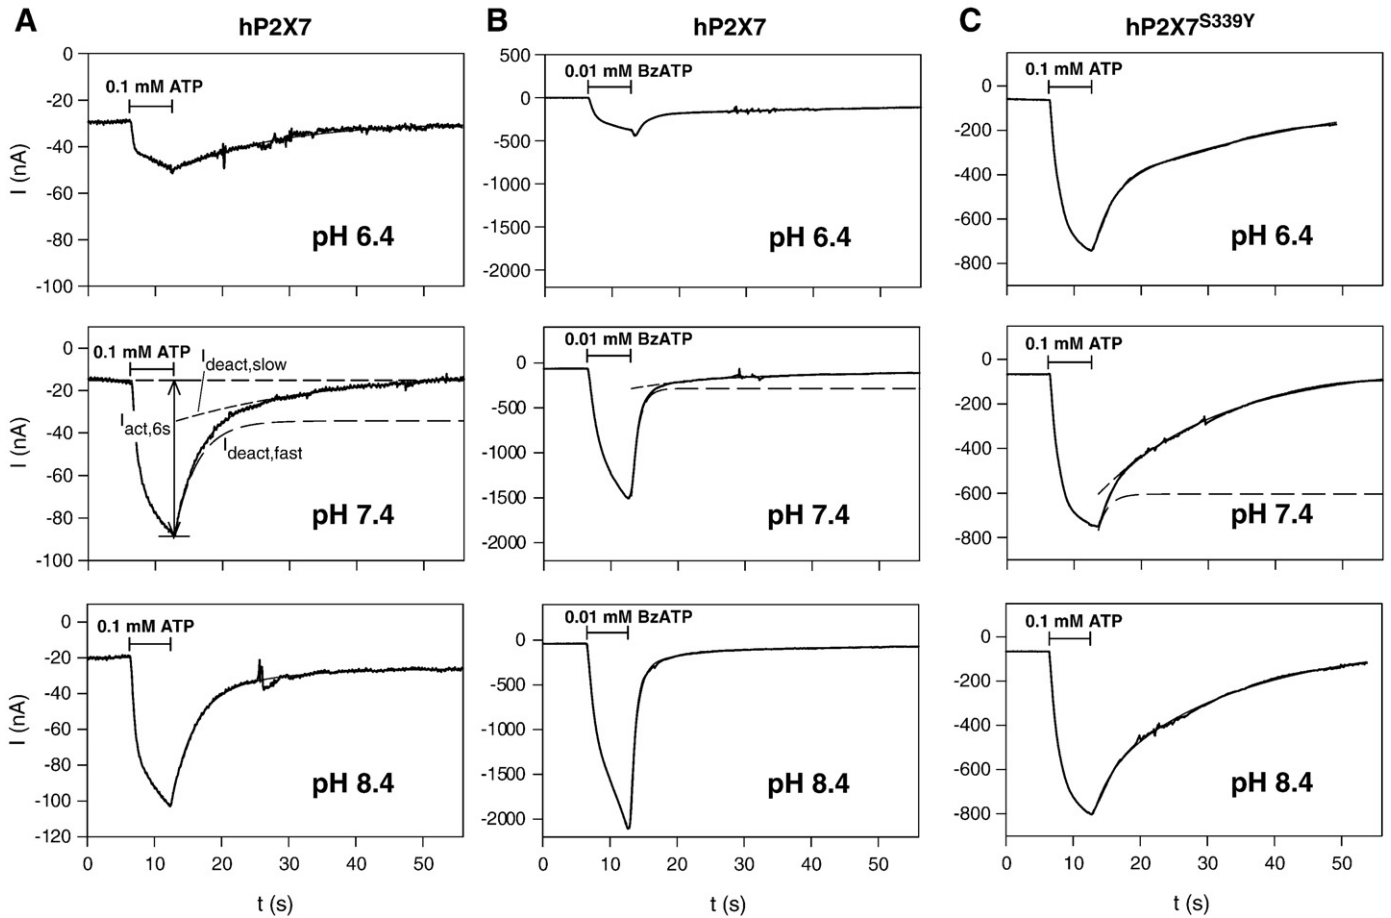 A
hP2X7
B
hP2X7
C
hP2X7S339Y
0.1 mM ATP
0
-20
-40
-60
-80
-100
I (nA)
pH 6.4
0.01 mM BzATP
500
0
-500
-1000
-1500
-2000
pH 6.4
0.1 mM ATP
0
-200
-400
-600
-800
pH 6.4
0.1 mM ATP
0
-20
-40
-60
-80
-100
I (nA)
Ideact,slow
Iact,6s
Ideact,fast
pH 7.4
0.01 mM BzATP
0
-500
-1000
-1500
-2000
pH 7.4
0.1 mM ATP
0
-200
-400
-600
-800
pH 7.4
0.1 mM ATP
0
-20
-40
-60
-80
-100
-120
I (nA)
pH 8.4
0 10 20 30 40 50
t (s)
0.01 mM BzATP
0
-500
-1000
-1500
-2000
pH 8.4
0 10 20 30 40 50
t (s)
0.1 mM ATP
0
-200
-400
-600
-800
pH 8.4
0 10 20 30 40 50
t (s)